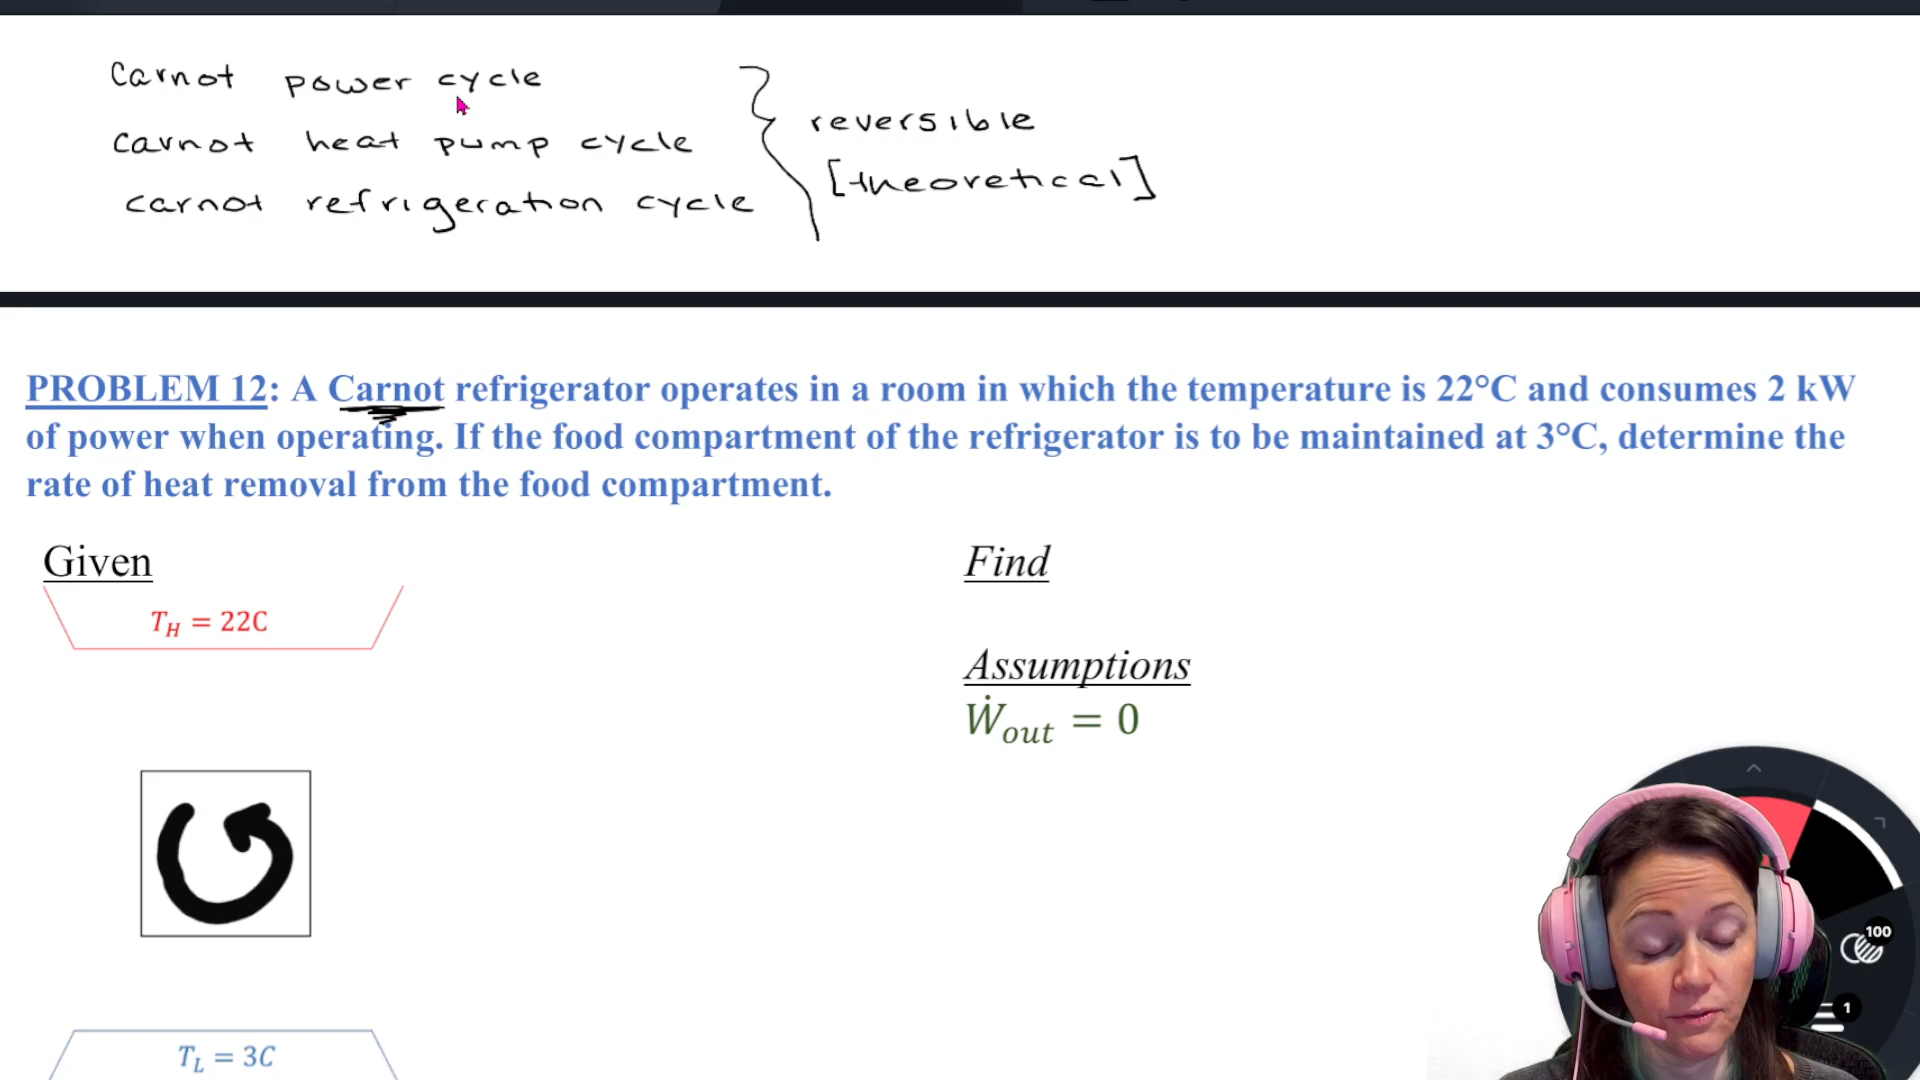 Carnot power cycle
carnot heat pump cycle
carnot refrigeration cycle
reversible
[theoretical]
PROBLEM 12: A Carnot refrigerator operates in a room in which the temperature is 22°C and consumes 2 kW
of power when operating. If the food compartment of the refrigerator is to be maintained at 3°C, determine the
rate of heat removal from the food compartment.
Given
T_H = 22C
T_L = 3C
Find
Assumptions
Ẇ_out = 0
100
1